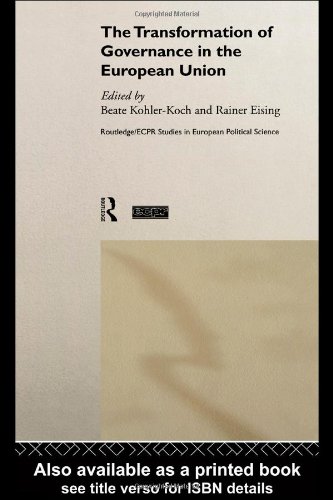 The Transformation of
Governance in the
European Union
Edited by
Beate Kohler-Koch and Rainer Eising
Routledge/ECPR Studies in European Political Science
ROUTLEDGE
ecpr
Also available as a printed book
see title verso for ISBN details